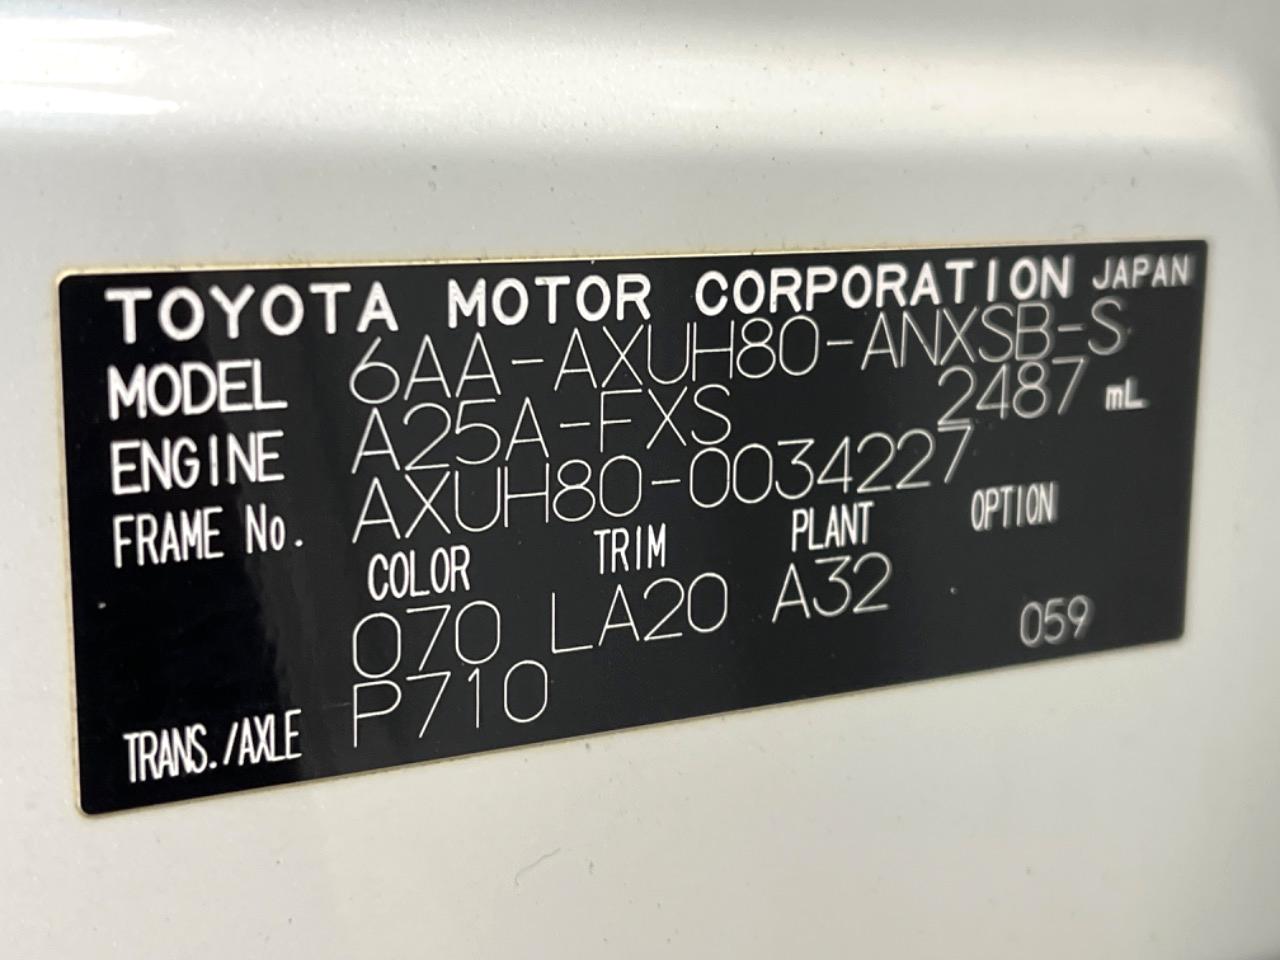 TOYOTA MOTOR CORPORATION JAPAN
MODEL 6AA-AXUH80-ANXSB-S
ENGINE A25A-FXS 2487 mL
FRAME No. AXUH80-0034227
COLOR TRIM PLANT OPTION
070 LA20 A32 059
TRANS./AXLE P710